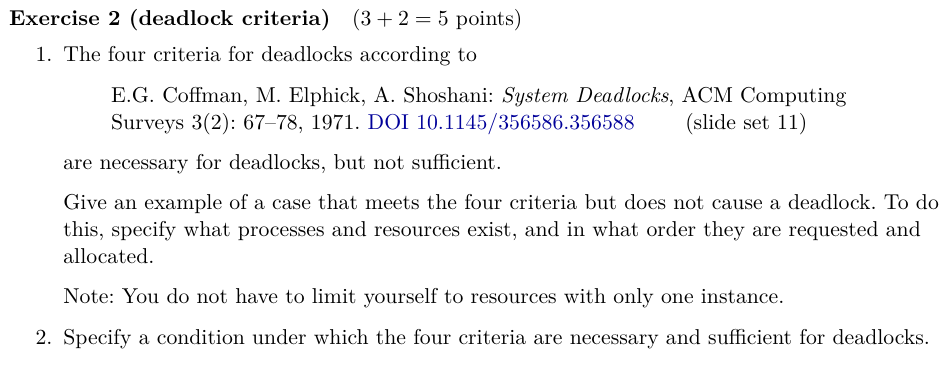 Exercise 2 (deadlock criteria) (3 + 2 = 5 points)
1. The four criteria for deadlocks according to
E.G. Coffman, M. Elphick, A. Shoshani: System Deadlocks, ACM Computing
Surveys 3(2): 67–78, 1971. DOI 10.1145/356586.356588 (slide set 11)
are necessary for deadlocks, but not sufficient.
Give an example of a case that meets the four criteria but does not cause a deadlock. To do
this, specify what processes and resources exist, and in what order they are requested and
allocated.
Note: You do not have to limit yourself to resources with only one instance.
2. Specify a condition under which the four criteria are necessary and sufficient for deadlocks.